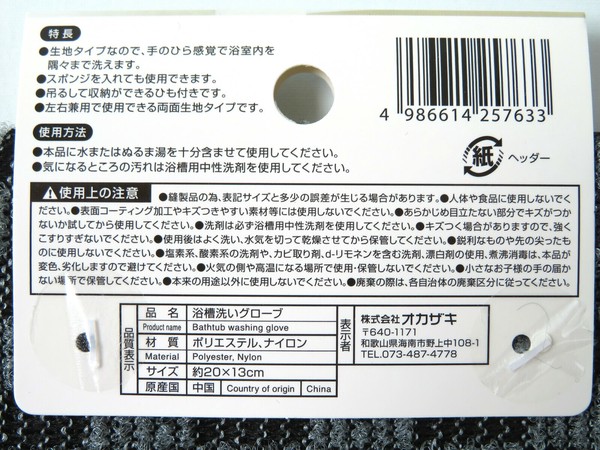 特長
●生地タイプなので、手のひら感覚で浴室内を
隅々まで洗えます。
●スポンジを入れても使用できます。
●吊るして収納ができるひも付きです。
●左右兼用で使用できる両面生地タイプです。
4 986614 257633
紙 ヘッダー
使用方法
●本品に水またはぬるま湯を十分含ませて使用してください。
●気になるところの汚れは浴槽用中性洗剤を使用してください。
使用上の注意 ●縫製品の為、表記サイズと多少の誤差が生じる場合があります。●人体や食品に使用しないでく
ださい。●表面コーティング加工やキズつきやすい素材等には使用しないでください。●あらかじめ目立たない部分でキズがつか
ないか試してから使用してください。●洗剤は必ず浴槽用中性洗剤を使用してください。●キズつく場合がありますので、強く
こすりすぎないでください。●使用後はよく洗い、水気を切って乾燥させてから保管してください。●鋭利なものや先の尖ったも
のに使用しないでください。●塩素系、酸素系の洗剤や、カビ取り剤、d-リモネンを含む洗剤、漂白剤の使用、煮沸消毒は、本品が
変色、劣化しますので避けてください。●火気の側や高温になる場所で使用・保管しないでください。●小さなお子様の手の届か
ない場所で保管してください。●本来の用途以外に使用しないでください。●廃棄の際は、各自治体の廃棄区分に従ってください。
品質表示
品 名 浴槽洗いグローブ
Product name Bathtub washing glove
材 質 ポリエステル、ナイロン
Material Polyester, Nylon
サイズ 約20×13cm
原産国 中国 Country of origin China
表示者
株式会社オカザキ
〒640-1171
和歌山県海南市野上中108-1
TEL.073-487-4778